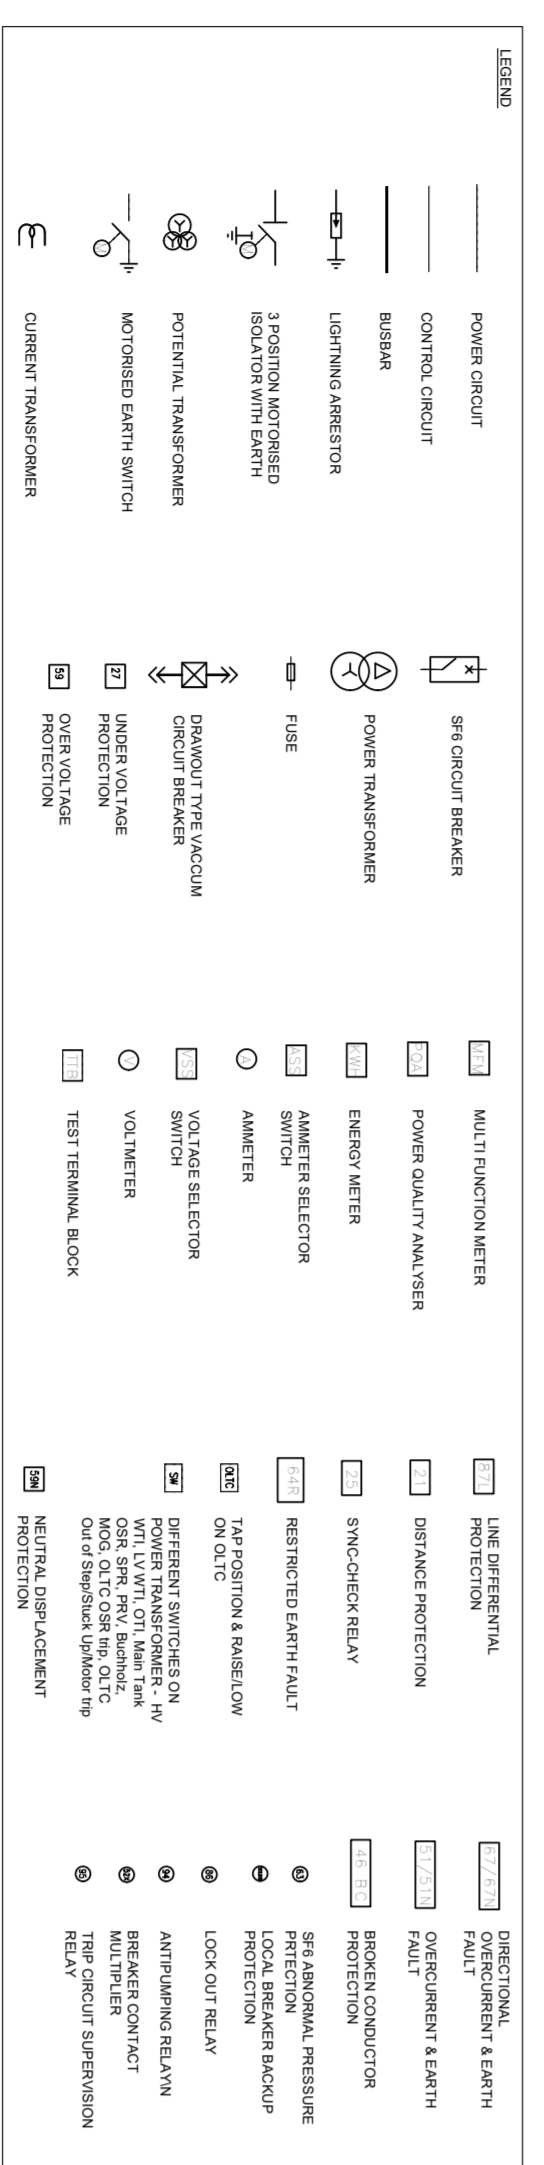 LEGEND
POWER CIRCUIT
CONTROL CIRCUIT
BUSBAR
LIGHTNING ARRESTOR
3 POSITION MOTORISED
ISOLATOR WITH EARTH
M
POTENTIAL TRANSFORMER
MOTORISED EARTH SWITCH
M
CURRENT TRANSFORMER
SF6 CIRCUIT BREAKER
POWER TRANSFORMER
FUSE
DRAWOUT TYPE VACCUM
CIRCUIT BREAKER
27
UNDER VOLTAGE
PROTECTION
59
OVER VOLTAGE
PROTECTION
MFM
MULTI FUNCTION METER
PQA
POWER QUALITY ANALYSER
KWH
ENERGY METER
ASS
AMMETER SELECTOR
SWITCH
A
AMMETER
VSS
VOLTAGE SELECTOR
SWITCH
V
VOLTMETER
TTB
TEST TERMINAL BLOCK
87L
LINE DIFFERENTIAL
PROTECTION
21
DISTANCE PROTECTION
25
SYNC-CHECK RELAY
64R
RESTRICTED EARTH FAULT
OLTC
TAP POSITION & RAISE/LOW
ON OLTC
SW
DIFFERENT SWITCHES ON
POWER TRANSFORMER - HV
WTI, LV WTI, OTI, Main Tank
OSR, SPR, PRV, Buchholz,
MOG, OLTC OSR trip, OLTC
Out of Step/Stuck Up/Motor trip
59N
NEUTRAL DISPLACEMENT
PROTECTION
67/67N
DIRECTIONAL
OVERCURRENT & EARTH
FAULT
51/51N
OVERCURRENT & EARTH
FAULT
46 BC
BROKEN CONDUCTOR
PROTECTION
63
SF6 ABNORMAL PRESSURE
PRTECTION
LOCAL BREAKER BACKUP
PROTECTION
86
LOCK OUT RELAY
94
ANTIPUMPING RELAY\N
BREAKER CONTACT
MULTIPLIER
95
TRIP CIRCUIT SUPERVISION
RELAY